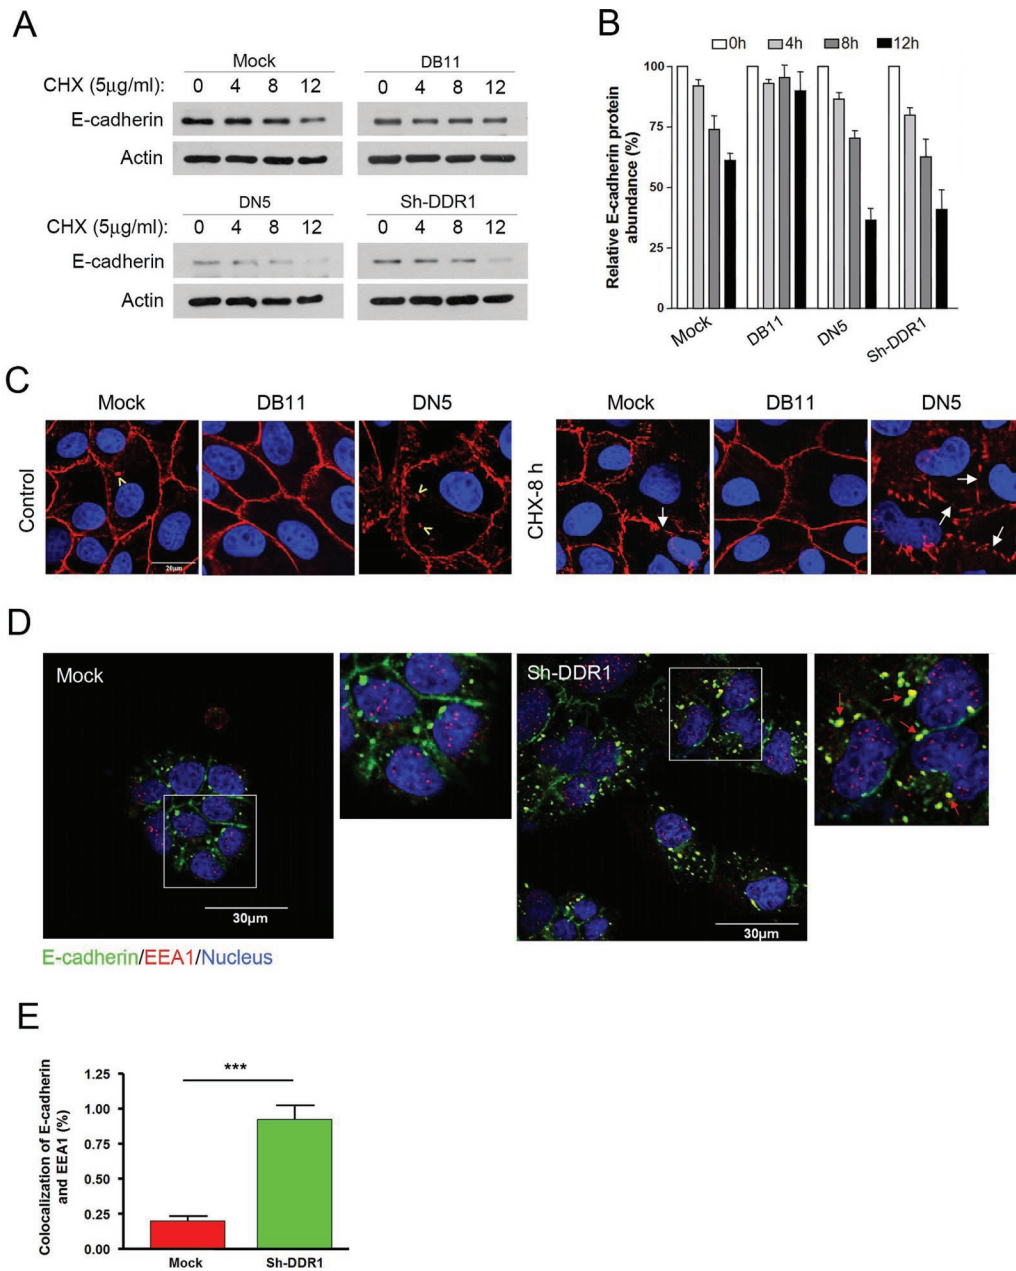 A
Mock
DB11
CHX (5μg/ml): 0 4 8 12 0 4 8 12
E-cadherin
Actin
DN5
Sh-DDR1
CHX (5μg/ml): 0 4 8 12 0 4 8 12
E-cadherin
Actin
B
0h 4h 8h 12h
Relative E-cadherin protein
abundance (%)
100
75
50
25
0
Mock
DB11
DN5
Sh-DDR1
C
Mock DB11 DN5
Control
20μm
Mock DB11 DN5
CHX-8 h
D
Mock
30μm
Sh-DDR1
30μm
E-cadherin/EEA1/Nucleus
E
Colocalization of E-cadherin
and EEA1 (%)
1.25
1.00
0.75
0.50
0.25
0.00
***
Mock
Sh-DDR1